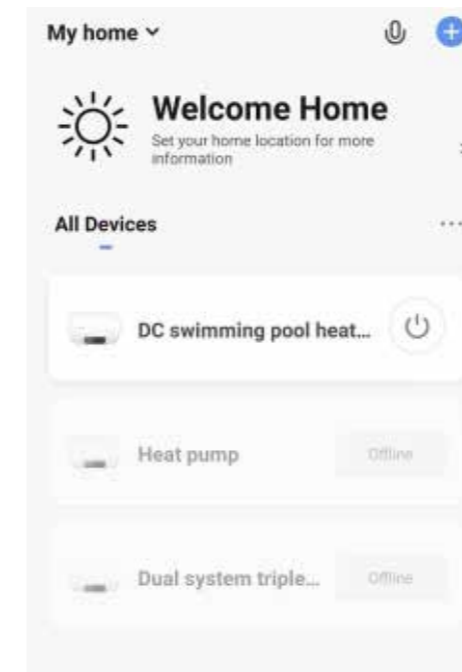 My home
Welcome Home
Set your home location for more
information
All Devices
DC swimming pool heat...
Heat pump
Offline
Dual system triple...
Offline